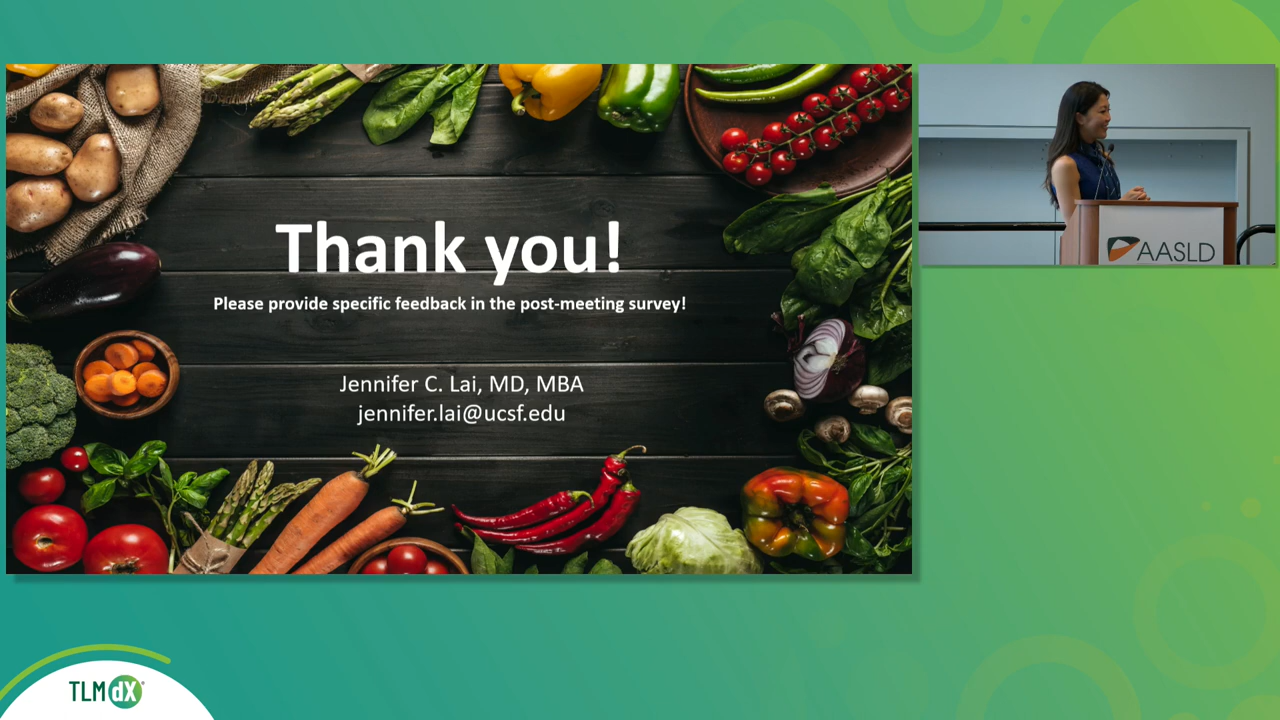 Thank you!
Please provide specific feedback in the post-meeting survey!
Jennifer C. Lai, MD, MBA
jennifer.lai@ucsf.edu
AASLD
TLMdX